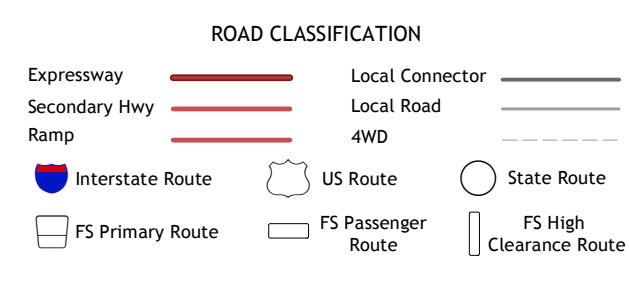 ROAD CLASSIFICATION
Expressway
Local Connector
Secondary Hwy
Local Road
Ramp
4WD
Interstate Route
US Route
State Route
FS Primary Route
FS Passenger
Route
FS High
Clearance Route